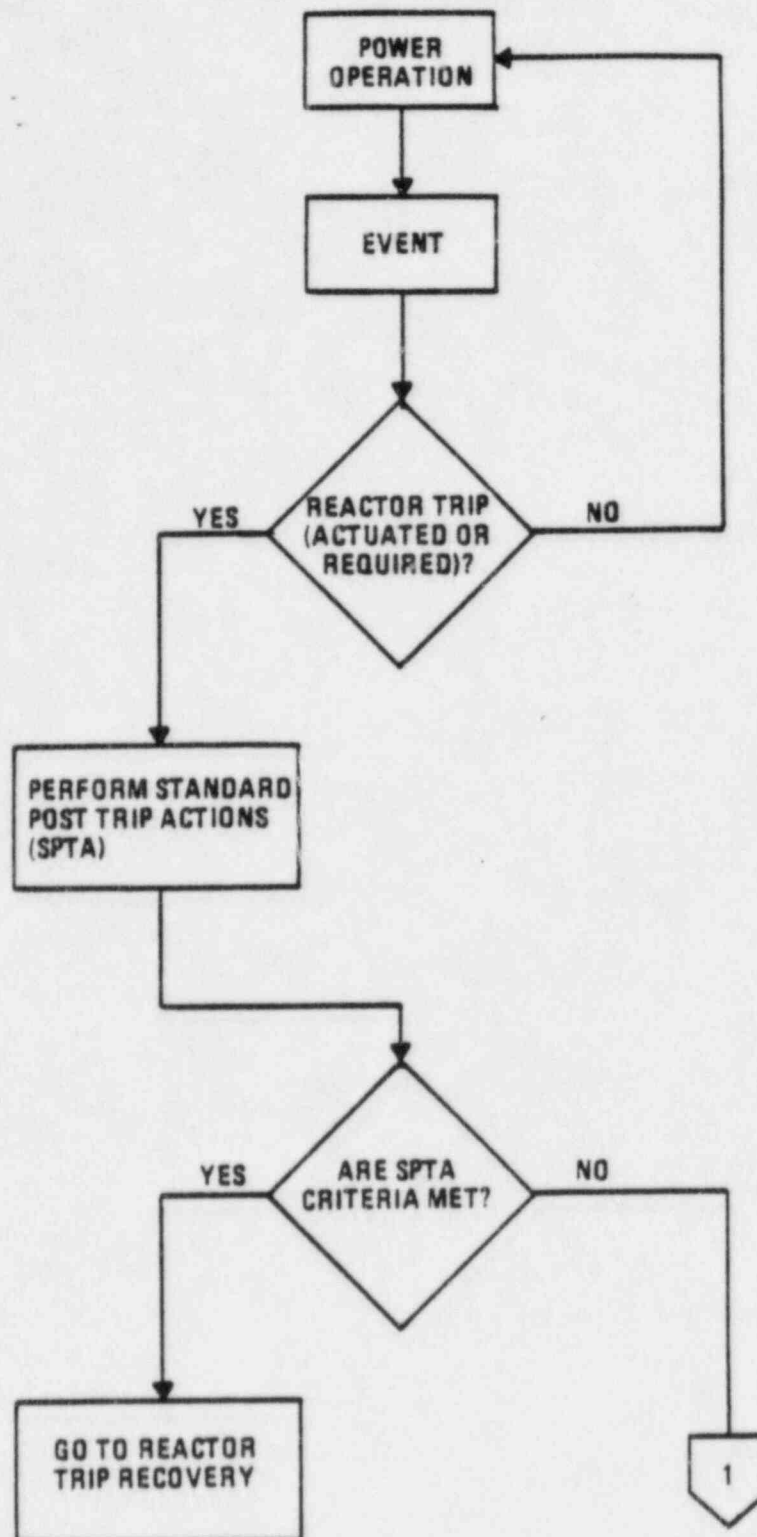 POWER
OPERATION
EVENT
REACTOR TRIP
(ACTUATED OR
REQUIRED)?
YES
NO
PERFORM STANDARD
POST TRIP ACTIONS
(SPTA)
ARE SPTA
CRITERIA MET?
YES
NO
GO TO REACTOR
TRIP RECOVERY
1